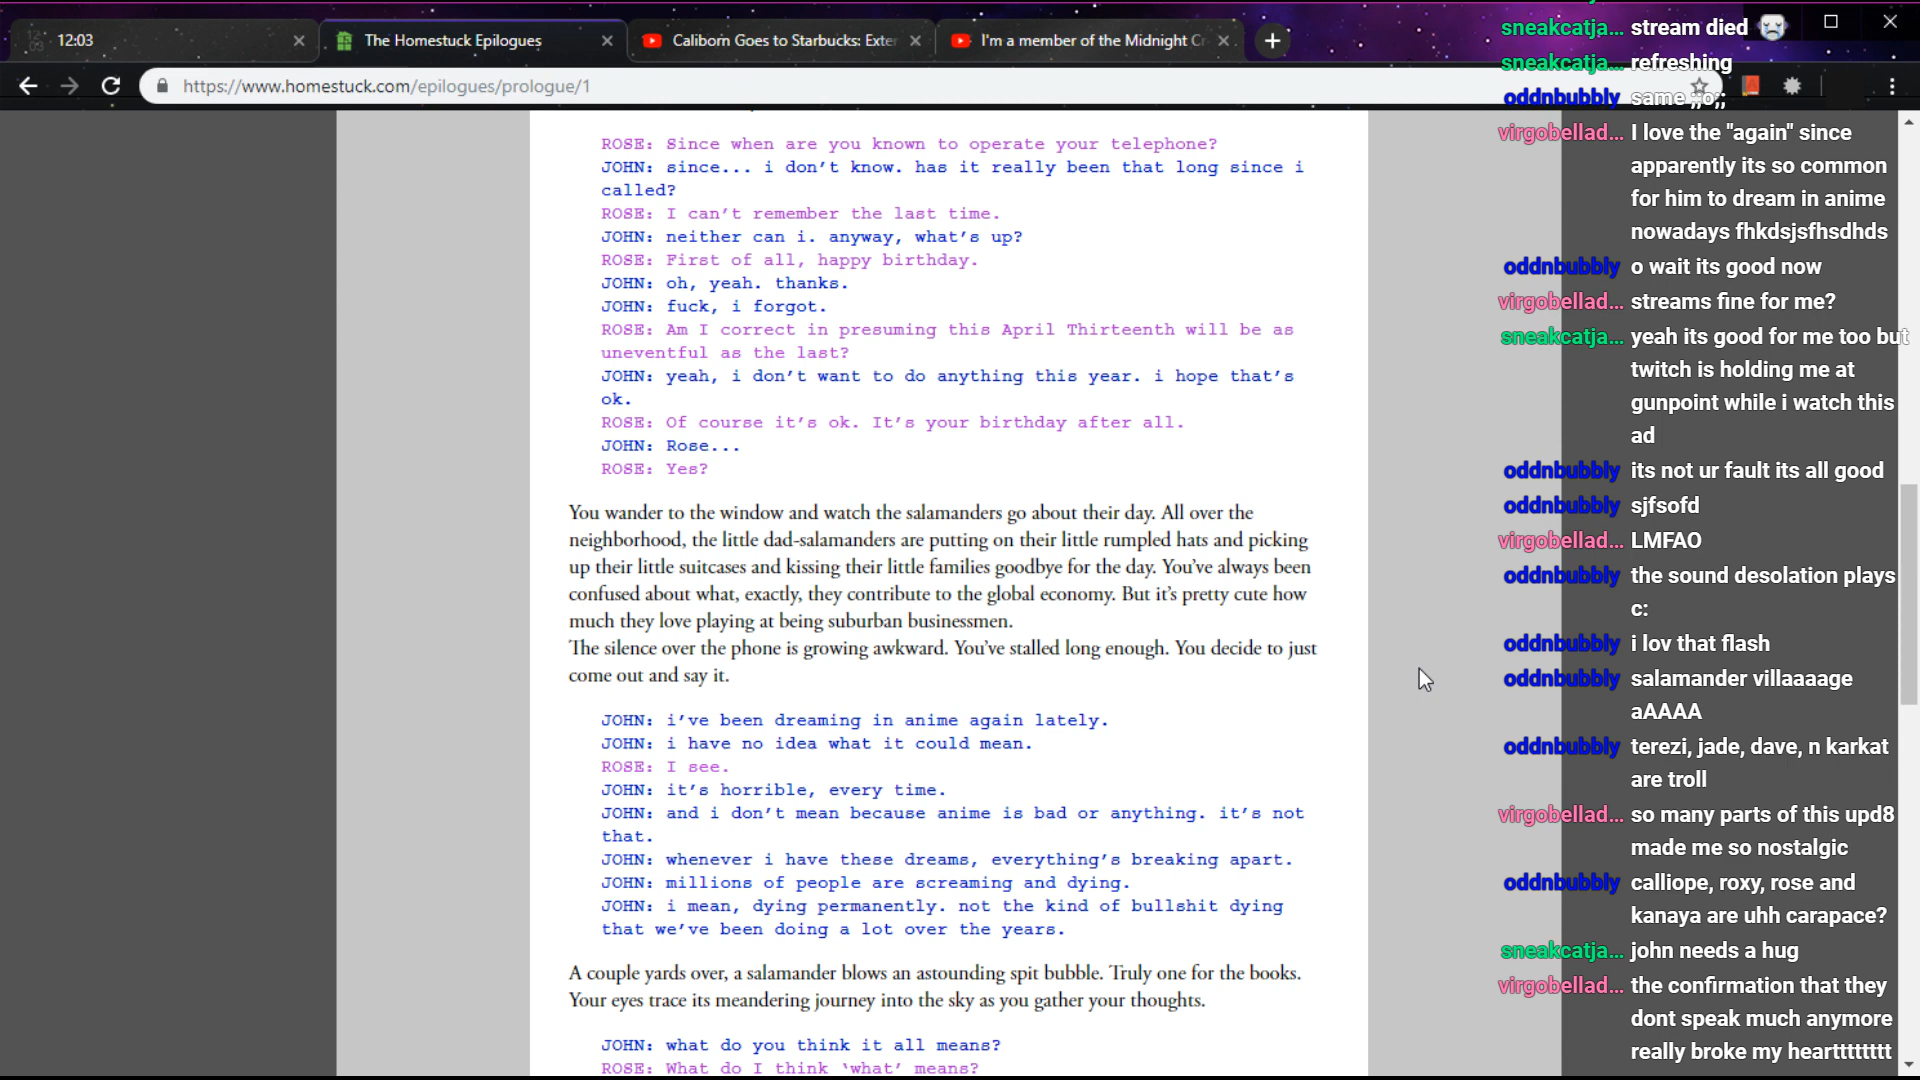 12:03
The Homestuck Epilogues
Caliborn Goes to Starbucks: Exte
I'm a member of the Midnight Cr
https://www.homestuck.com/epilogues/prologue/1
ROSE: Since when are you known to operate your telephone?
JOHN: since... i don't know. has it really been that long since i
called?
ROSE: I can't remember the last time.
JOHN: neither can i. anyway, what's up?
ROSE: First of all, happy birthday.
JOHN: oh, yeah. thanks.
JOHN: fuck, i forgot.
ROSE: Am I correct in presuming this April Thirteenth will be as
uneventful as the last?
JOHN: yeah, i don't want to do anything this year. i hope that's
ok.
ROSE: Of course it's ok. It's your birthday after all.
JOHN: Rose...
ROSE: Yes?
You wander to the window and watch the salamanders go about their day. All over the
neighborhood, the little dad-salamanders are putting on their little rumpled hats and picking
up their little suitcases and kissing their little families goodbye for the day. You've always been
confused about what, exactly, they contribute to the global economy. But it's pretty cute how
much they love playing at being suburban businessmen.
The silence over the phone is growing awkward. You've stalled long enough. You decide to just
come out and say it.
JOHN: i've been dreaming in anime again lately.
JOHN: i have no idea what it could mean.
ROSE: I see.
JOHN: it's horrible, every time.
JOHN: and i don't mean because anime is bad or anything. it's not
that.
JOHN: whenever i have these dreams, everything's breaking apart.
JOHN: millions of people are screaming and dying.
JOHN: i mean, dying permanently. not the kind of bullshit dying
that we've been doing a lot over the years.
A couple yards over, a salamander blows an astounding spit bubble. Truly one for the books.
Your eyes trace its meandering journey into the sky as you gather your thoughts.
JOHN: what do you think it all means?
ROSE: What do I think 'what' means?
sneakcatja... stream died
sneakcatja... refreshing
oddnbubbly same ;;o;;
virgobellad... I love the "again" since
apparently its so common
for him to dream in anime
nowadays fhkdsjsfhsdhds
oddnbubbly o wait its good now
virgobellad... streams fine for me?
sneakcatja... yeah its good for me too but
twitch is holding me at
gunpoint while i watch this
ad
oddnbubbly its not ur fault its all good
oddnbubbly sjfsofd
virgobellad... LMFAO
oddnbubbly the sound desolation plays
c:
oddnbubbly i lov that flash
oddnbubbly salamander villaaaage
aAAAA
oddnbubbly terezi, jade, dave, n karkat
are troll
virgobellad... so many parts of this upd8
made me so nostalgic
oddnbubbly calliope, roxy, rose and
kanaya are uhh carapace?
sneakcatja... john needs a hug
virgobellad... the confirmation that they
dont speak much anymore
really broke my hearttttttttt